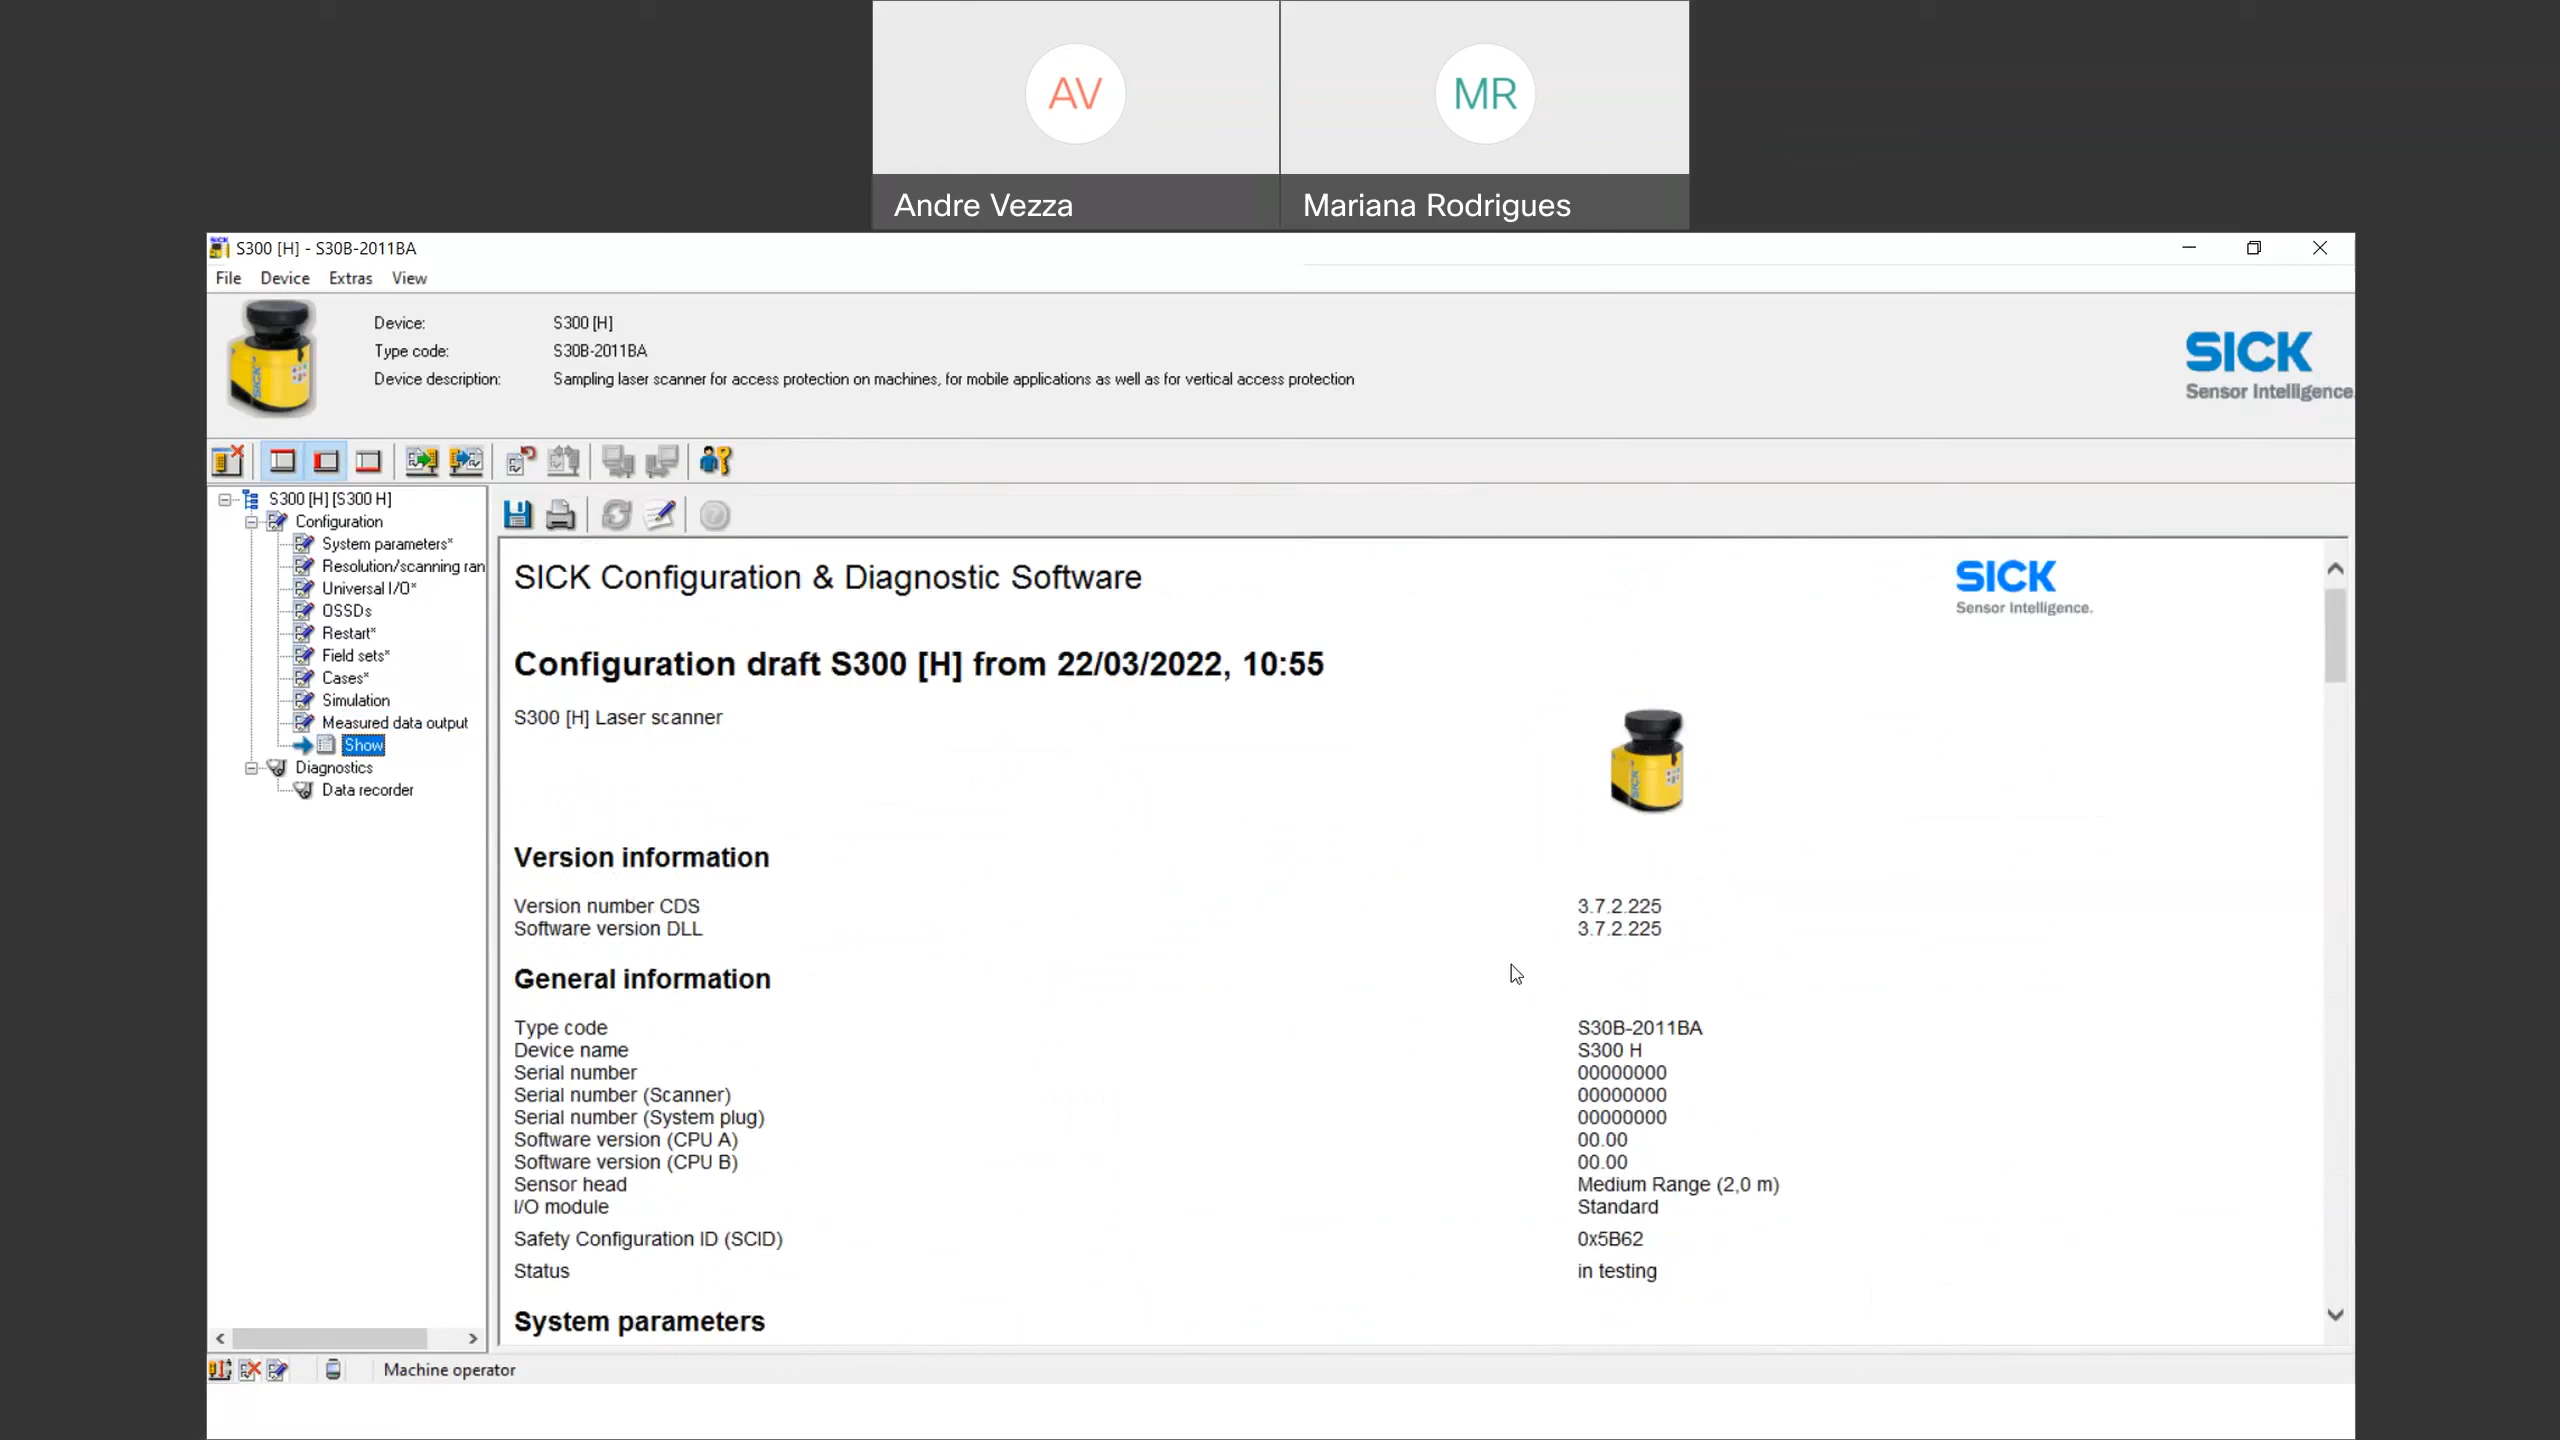 AV
MR
Andre Vezza
Mariana Rodrigues
S300 [H] - S30B-2011BA
File Device Extras View
Device: S300 [H]
Type code: S30B-2011BA
Device description: Sampling laser scanner for access protection on machines, for mobile applications as well as for vertical access protection
SICK
Sensor Intelligence.
S300 [H] [S300 H]
Configuration
System parameters*
Resolution/scanning ran
Universal I/O*
OSSDs
Restart*
Field sets*
Cases*
Simulation
Measured data output
Show
Diagnostics
Data recorder
SICK Configuration & Diagnostic Software
SICK
Sensor Intelligence.
Configuration draft S300 [H] from 22/03/2022, 10:55
S300 [H] Laser scanner
Version information
Version number CDS 3.7.2.225
Software version DLL 3.7.2.225
General information
Type code S30B-2011BA
Device name S300 H
Serial number 00000000
Serial number (Scanner) 00000000
Serial number (System plug) 00000000
Software version (CPU A) 00.00
Software version (CPU B) 00.00
Sensor head Medium Range (2,0 m)
I/O module Standard
Safety Configuration ID (SCID) 0x5B62
Status in testing
System parameters
Machine operator